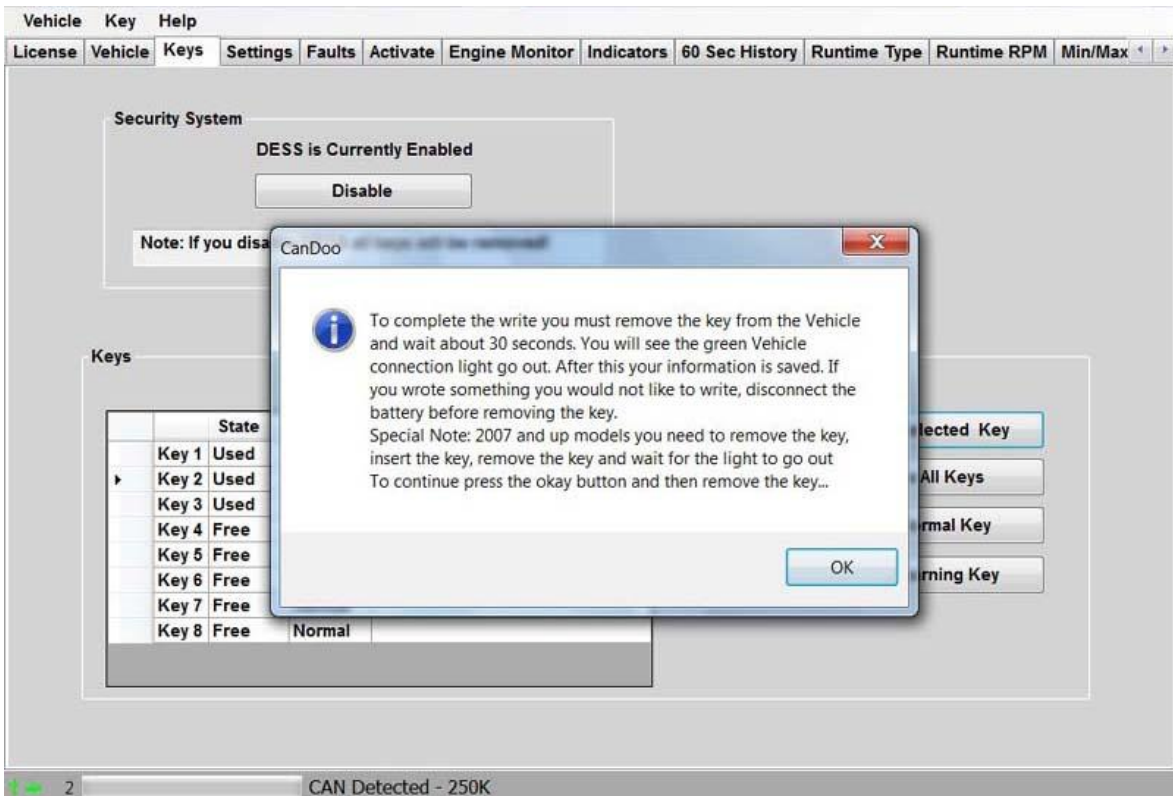 Vehicle Key Help
License Vehicle Keys Settings Faults Activate Engine Monitor Indicators 60 Sec History Runtime Type Runtime RPM Min/Max
Security System
DESS is Currently Enabled
Disable
Note: If you
CanDoo
To complete the write you must remove the key from the Vehicle
and wait about 30 seconds. You will see the green Vehicle
connection light go out. After this your information is saved. If
you wrote something you would not like to write, disconnect the
battery before removing the key.
Special Note: 2007 and up models you need to remove the key,
insert the key, remove the key and wait for the light to go out
To continue press the okay button and then remove the key...
OK
Keys
State
Key 1 Used
Key 2 Used
Key 3 Used
Key 4 Free
Key 5 Free
Key 6 Free
Key 7 Free
Key 8 Free Normal
Key
All Keys
Key
Key
2 CAN Detected - 250K